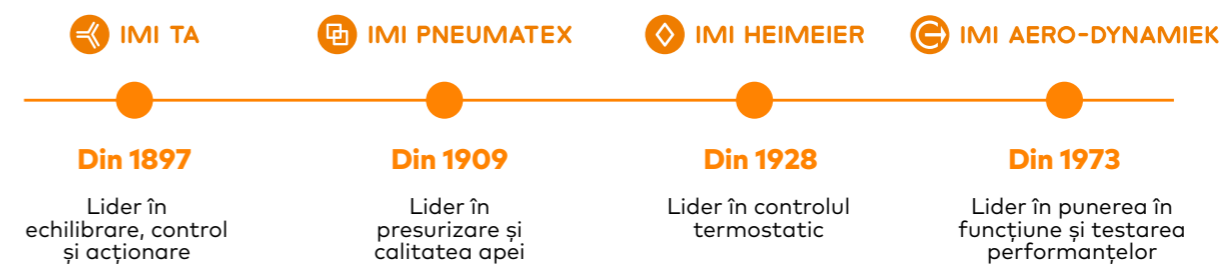 IMI TA
IMI PNEUMATEX
IMI HEIMEIER
IMI AERO-DYNAMIEK
Din 1897
Lider în
echilibrare, control
și acționare
Din 1909
Lider în
presurizare și
calitatea apei
Din 1928
Lider în controlul
termostatic
Din 1973
Lider în punerea în
funcțiune și testarea
performanțelor